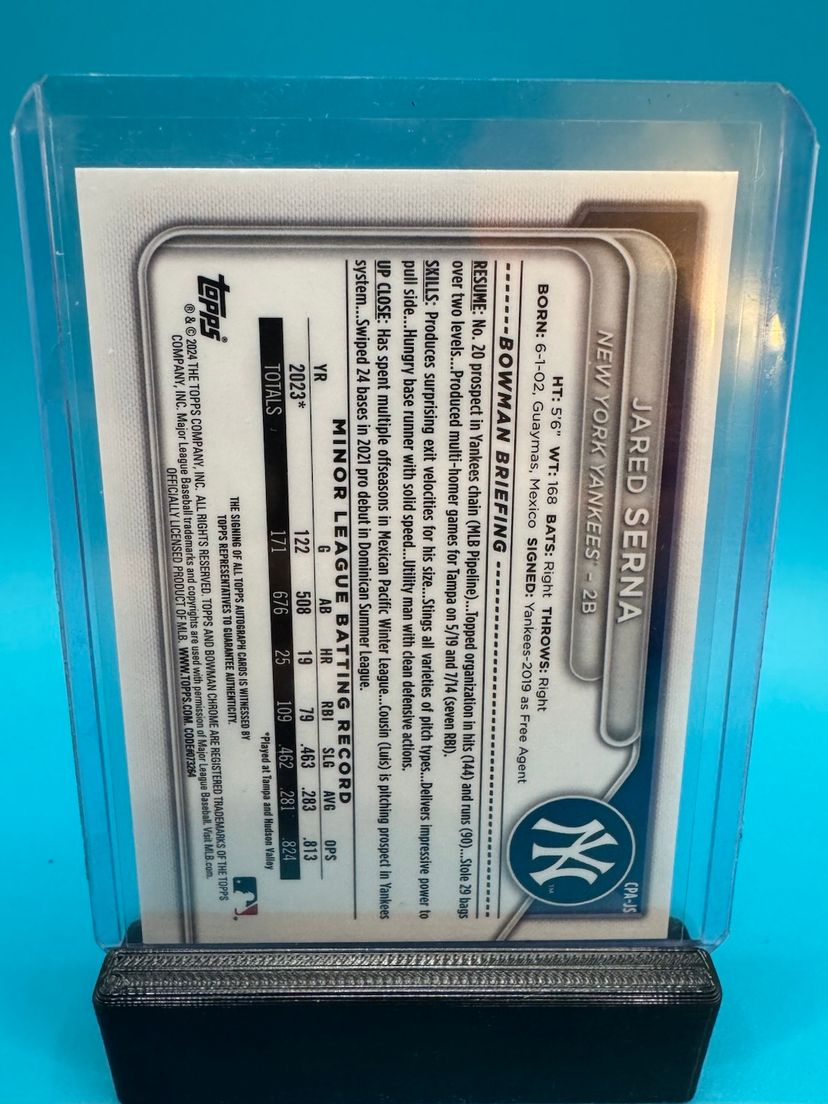 CPA-JS
JARED SERNA
NEW YORK YANKEES® - 2B
HT: 5'6" WT: 168 BATS: Right THROWS: Right
BORN: 6-1-02, Guaymas, Mexico SIGNED: Yankees-2019 as Free Agent
BOWMAN BRIEFING
RESUME: No. 20 prospect in Yankees chain (MLB Pipeline)...Topped organization in hits (144) and runs (90)...Stole 29 bags
over two levels...Produced multi-homer games for Tampa on 5/19 and 7/14 (seven RBI).
SKILLS: Produces surprising exit velocities for his size...Stings all varieties of pitch types...Delivers impressive power to
pull side...Hungry base runner with solid speed...Utility man with clean defensive actions.
UP CLOSE: Has spent multiple offseasons in Mexican Pacific Winter League...Cousin (Luis) is pitching prospect in Yankees
system...Swiped 24 bases in 2021 pro debut in Dominican Summer League.
MINOR LEAGUE BATTING RECORD
YR G AB HR RBI SLG AVG OPS
2023* 122 508 19 79 .463 .283 .813
TOTALS 171 676 25 109 .462 .281 .824
*Played at Tampa and Hudson Valley
THE SIGNING OF ALL TOPPS AUTOGRAPH CARDS IS WITNESSED BY
TOPPS REPRESENTATIVES TO GUARANTEE AUTHENTICITY.
topps®
® & © 2024 THE TOPPS COMPANY, INC. ALL RIGHTS RESERVED. TOPPS AND BOWMAN CHROME ARE REGISTERED TRADEMARKS OF THE TOPPS
COMPANY, INC. Major League Baseball trademarks and copyrights are used with permission of Major League Baseball. Visit MLB.com.
OFFICIALLY LICENSED PRODUCT OF MLB. WWW.TOPPS.COM. CODE#073264